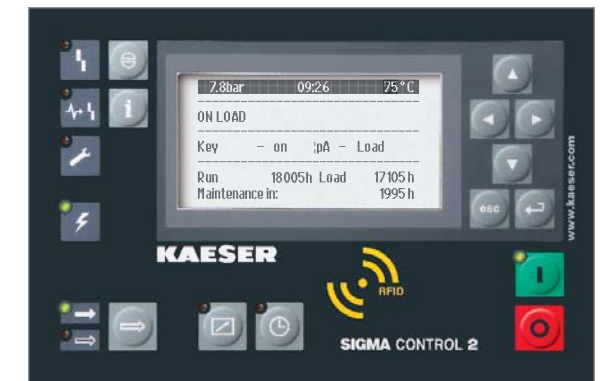 7.8bar 09:26 75°C
ON LOAD
Key – on ¦pA – Load
Run 18005h Load 17105h
Maintenance in: 1995h
esc
www.kaeser.com
KAESER
RFID
SIGMA CONTROL 2